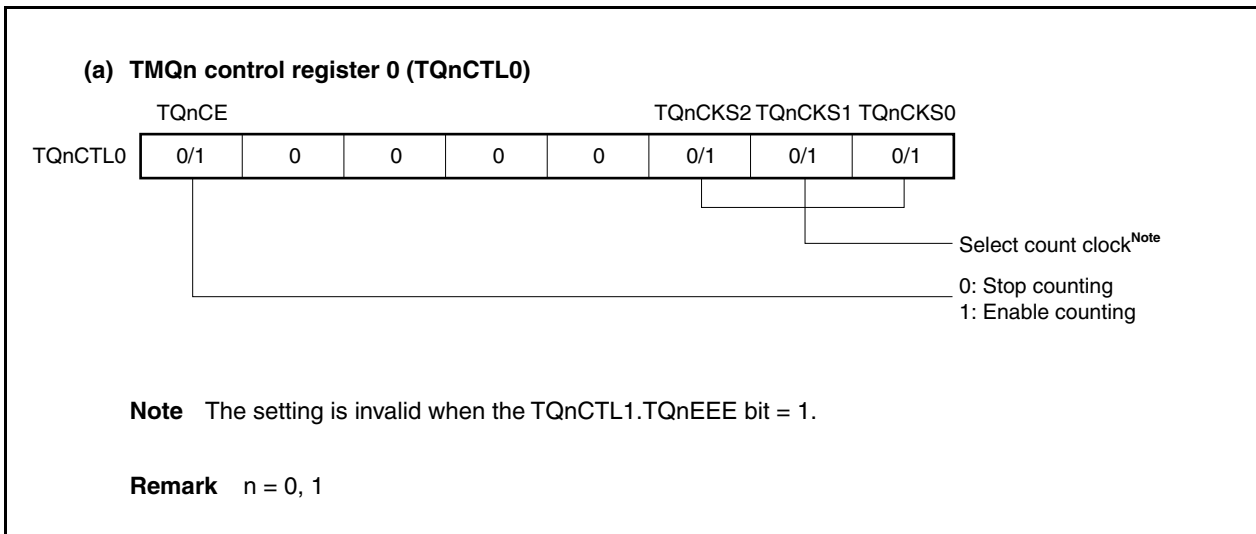 (a) TMQn control register 0 (TQnCTL0)
TQnCE TQnCKS2 TQnCKS1 TQnCKS0
TQnCTL0 0/1 0 0 0 0 0/1 0/1 0/1
Select count clockNote
0: Stop counting
1: Enable counting
Note The setting is invalid when the TQnCTL1.TQnEEE bit = 1.
Remark n = 0, 1